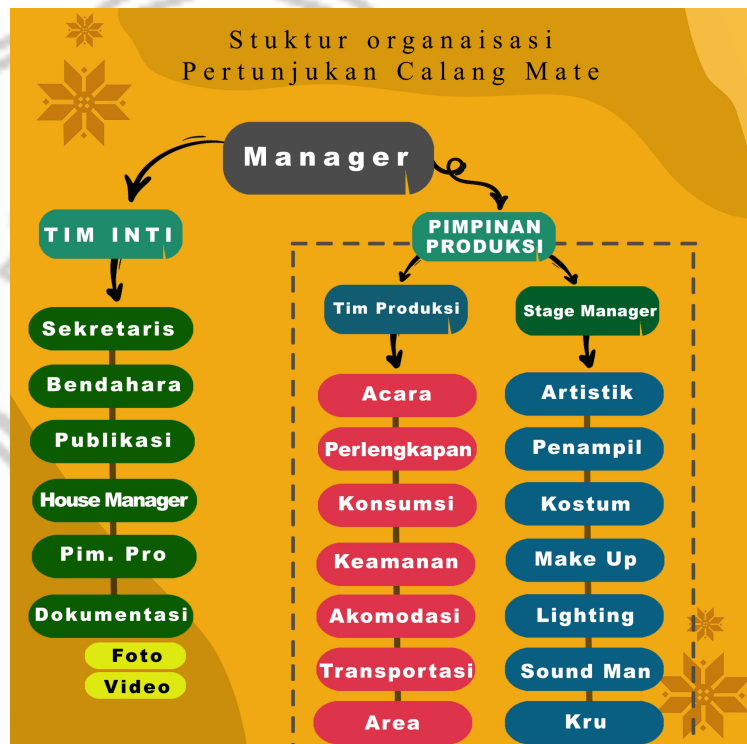 Stuktur organaisasi
Pertunjukan Calang Mate
Manager
TIM INTI
Sekretaris
Bendahara
Publikasi
House Manager
Pim. Pro
Dokumentasi
Foto
Video
PIMPINAN
PRODUKSI
Tim Produksi
Acara
Perlengkapan
Konsumsi
Keamanan
Akomodasi
Transportasi
Area
Stage Manager
Artistik
Penampil
Kostum
Make Up
Lighting
Sound Man
Kru